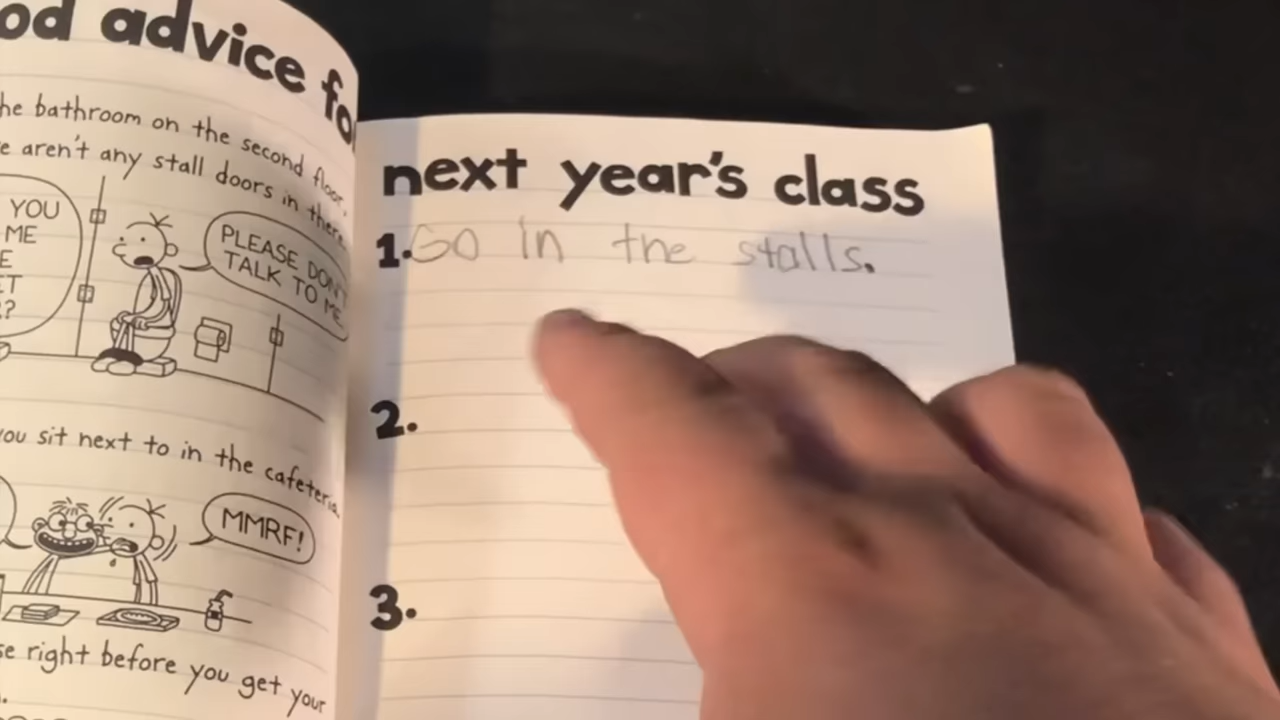 od advice fo
he bathroom on the second floor.
e aren't any stall doors in there
YOU
ME
E
ET
R?
PLEASE DON'T
TALK TO ME.
you sit next to in the cafeteria.
MMRF!
se right before you get your
next year's class
1. Go in the stalls.
2.
3.